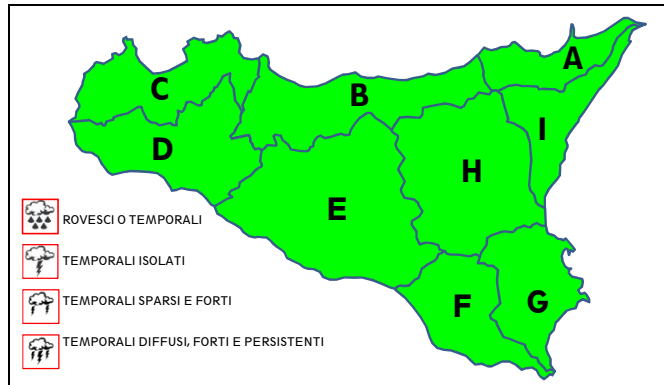 A
C
B
I
D
H
E
ROVESCI O TEMPORALI
TEMPORALI ISOLATI
TEMPORALI SPARSI E FORTI
F
G
TEMPORALI DIFFUSI, FORTI E PERSISTENTI